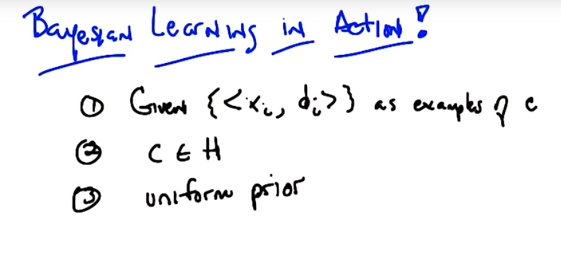 Bayesian Learning in Action!
① Given {<xᵢ, dᵢ>} as examples of c
② C ∈ H
③ uniform prior